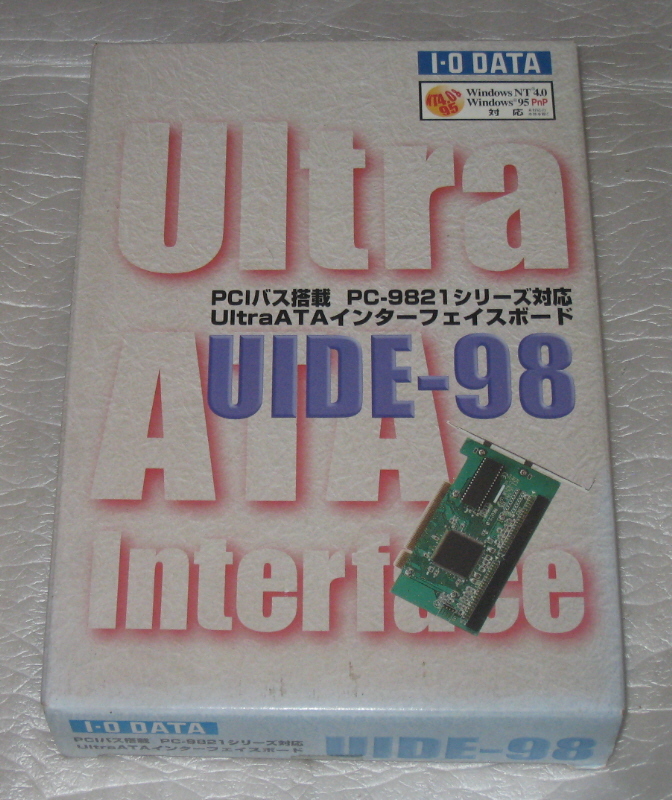 I·O DATA
NT4.0& 95
Windows NT®4.0
Windows®95 PnP
対応
Ultra
PCIバス搭載 PC-9821シリーズ対応
UltraATAインターフェイスボード
UIDE-98
ATA
Interface
I·O DATA
PCIバス搭載 PC-9821シリーズ対応
UltraATAインターフェイスボード
UIDE-98